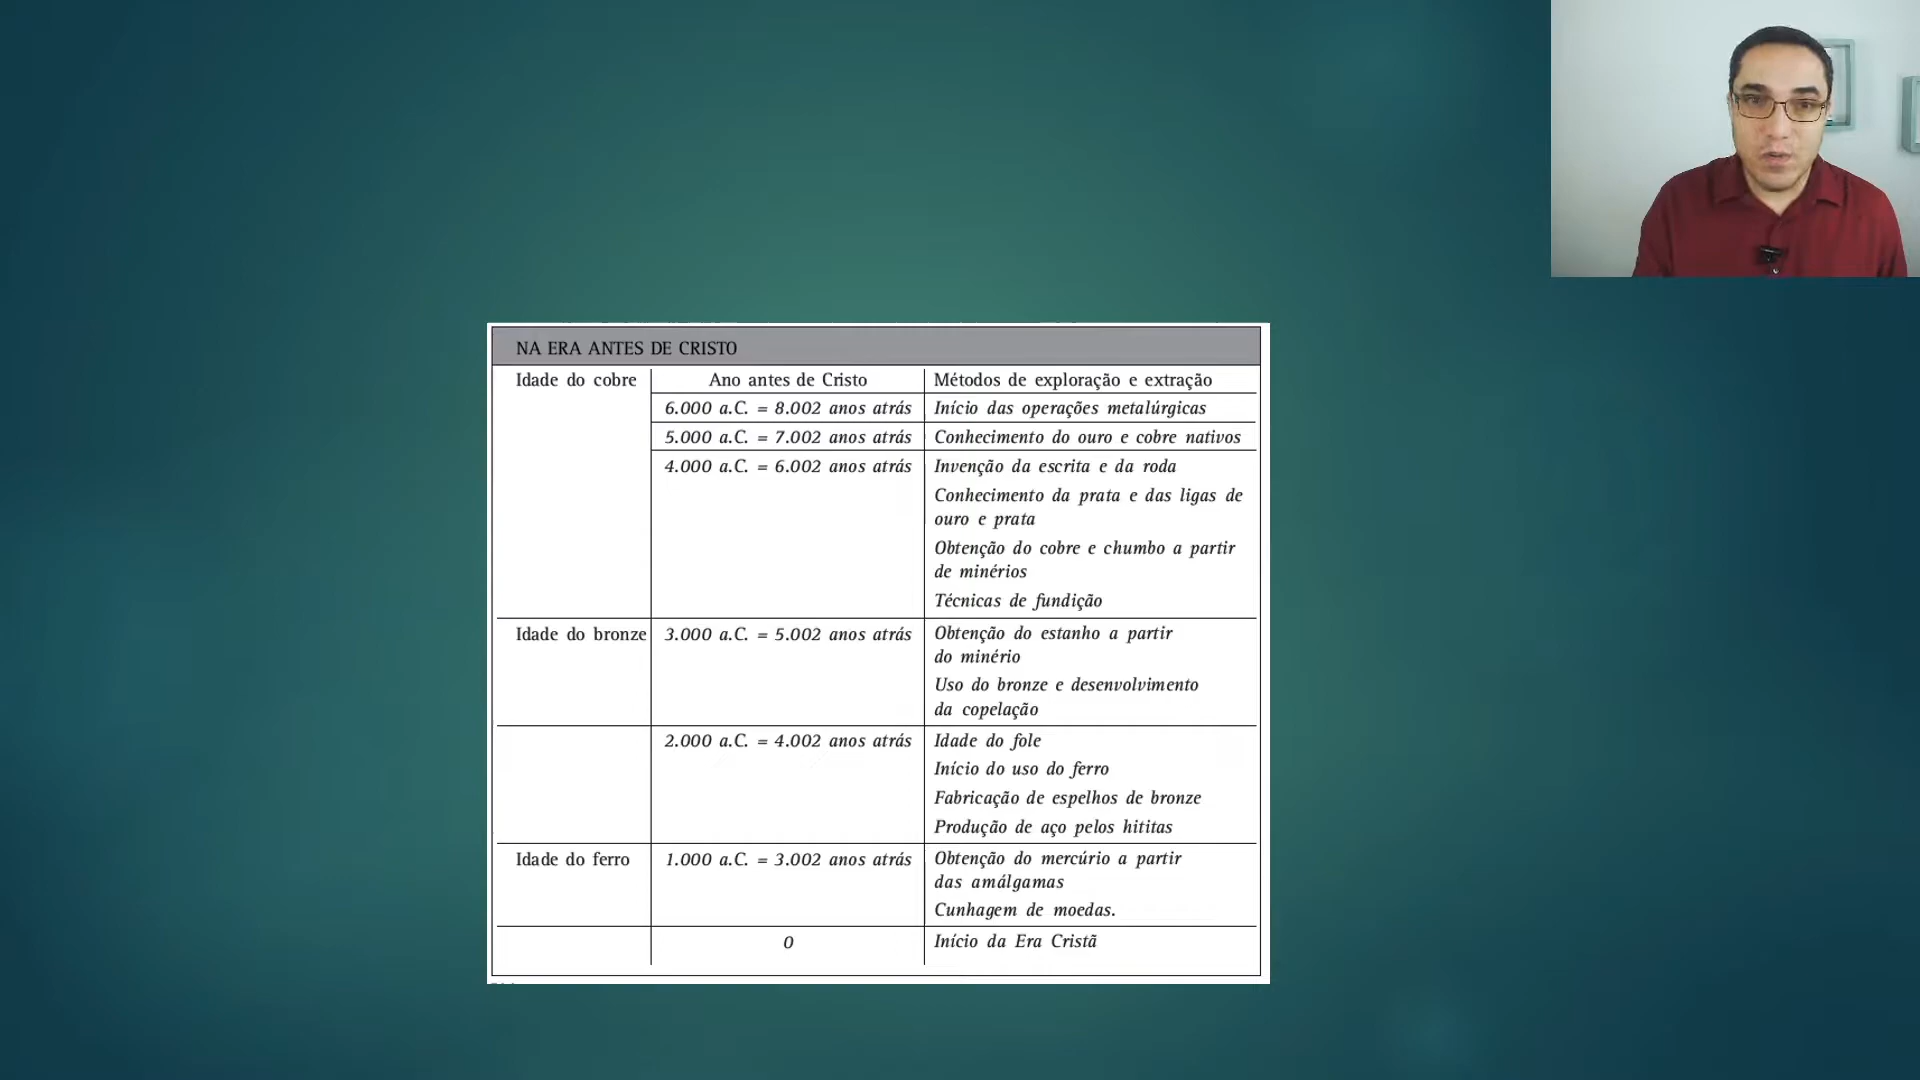 NA ERA ANTES DE CRISTO
Idade do cobre
Ano antes de Cristo
Métodos de exploração e extração
6.000 a.C. = 8.002 anos atrás
Início das operações metalúrgicas
5.000 a.C. = 7.002 anos atrás
Conhecimento do ouro e cobre nativos
4.000 a.C. = 6.002 anos atrás
Invenção da escrita e da roda
Conhecimento da prata e das ligas de
ouro e prata
Obtenção do cobre e chumbo a partir
de minérios
Técnicas de fundição
Idade do bronze
3.000 a.C. = 5.002 anos atrás
Obtenção do estanho a partir
do minério
Uso do bronze e desenvolvimento
da copelação
2.000 a.C. = 4.002 anos atrás
Idade do fole
Início do uso do ferro
Fabricação de espelhos de bronze
Produção de aço pelos hititas
Idade do ferro
1.000 a.C. = 3.002 anos atrás
Obtenção do mercúrio a partir
das amálgamas
Cunhagem de moedas.
0
Início da Era Cristã